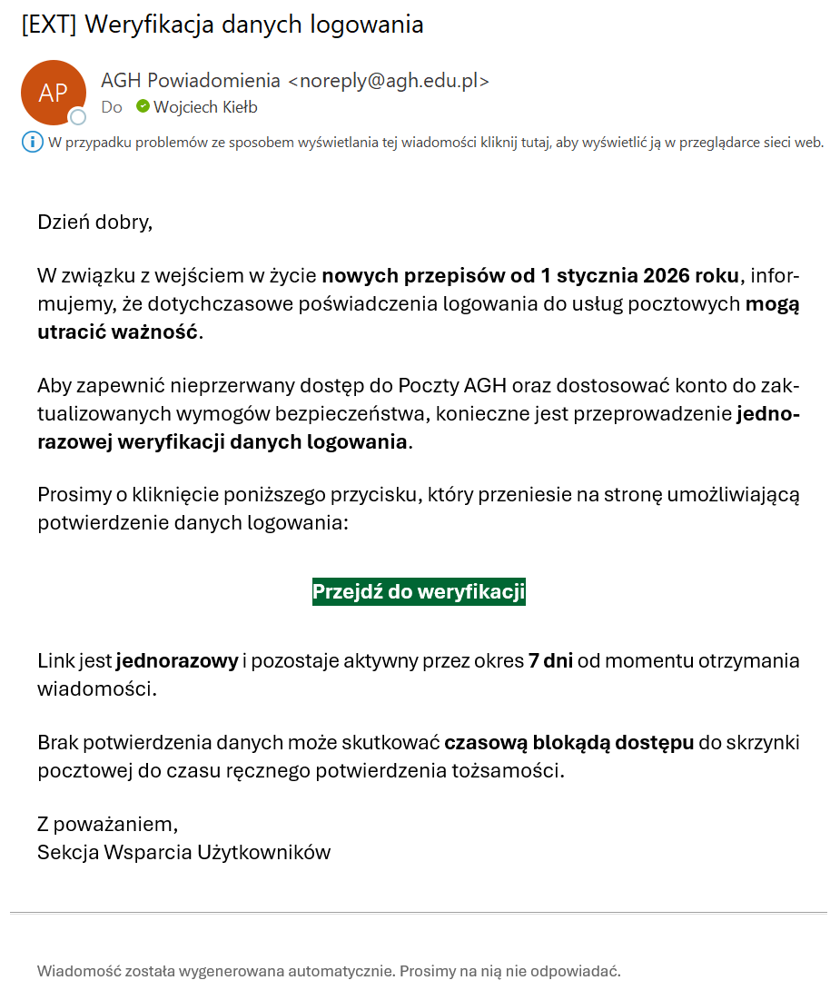 [EXT] Weryfikacja danych logowania
AP
AGH Powiadomienia <noreply@agh.edu.pl>
Do Wojciech Kiełb
W przypadku problemów ze sposobem wyświetlania tej wiadomości kliknij tutaj, aby wyświetlić ją w przeglądarce sieci web.
Dzień dobry,
W związku z wejściem w życie nowych przepisów od 1 stycznia 2026 roku, infor-
mujemy, że dotychczasowe poświadczenia logowania do usług pocztowych mogą
utracić ważność.
Aby zapewnić nieprzerwany dostęp do Poczty AGH oraz dostosować konto do zak-
tualizowanych wymogów bezpieczeństwa, konieczne jest przeprowadzenie jedno-
razowej weryfikacji danych logowania.
Prosimy o kliknięcie poniższego przycisku, który przeniesie na stronę umożliwiającą
potwierdzenie danych logowania:
Przejdź do weryfikacji
Link jest jednorazowy i pozostaje aktywny przez okres 7 dni od momentu otrzymania
wiadomości.
Brak potwierdzenia danych może skutkować czasową blokądą dostępu do skrzynki
pocztowej do czasu ręcznego potwierdzenia tożsamości.
Z poważaniem,
Sekcja Wsparcia Użytkowników
Wiadomość została wygenerowana automatycznie. Prosimy na nią nie odpowiadać.